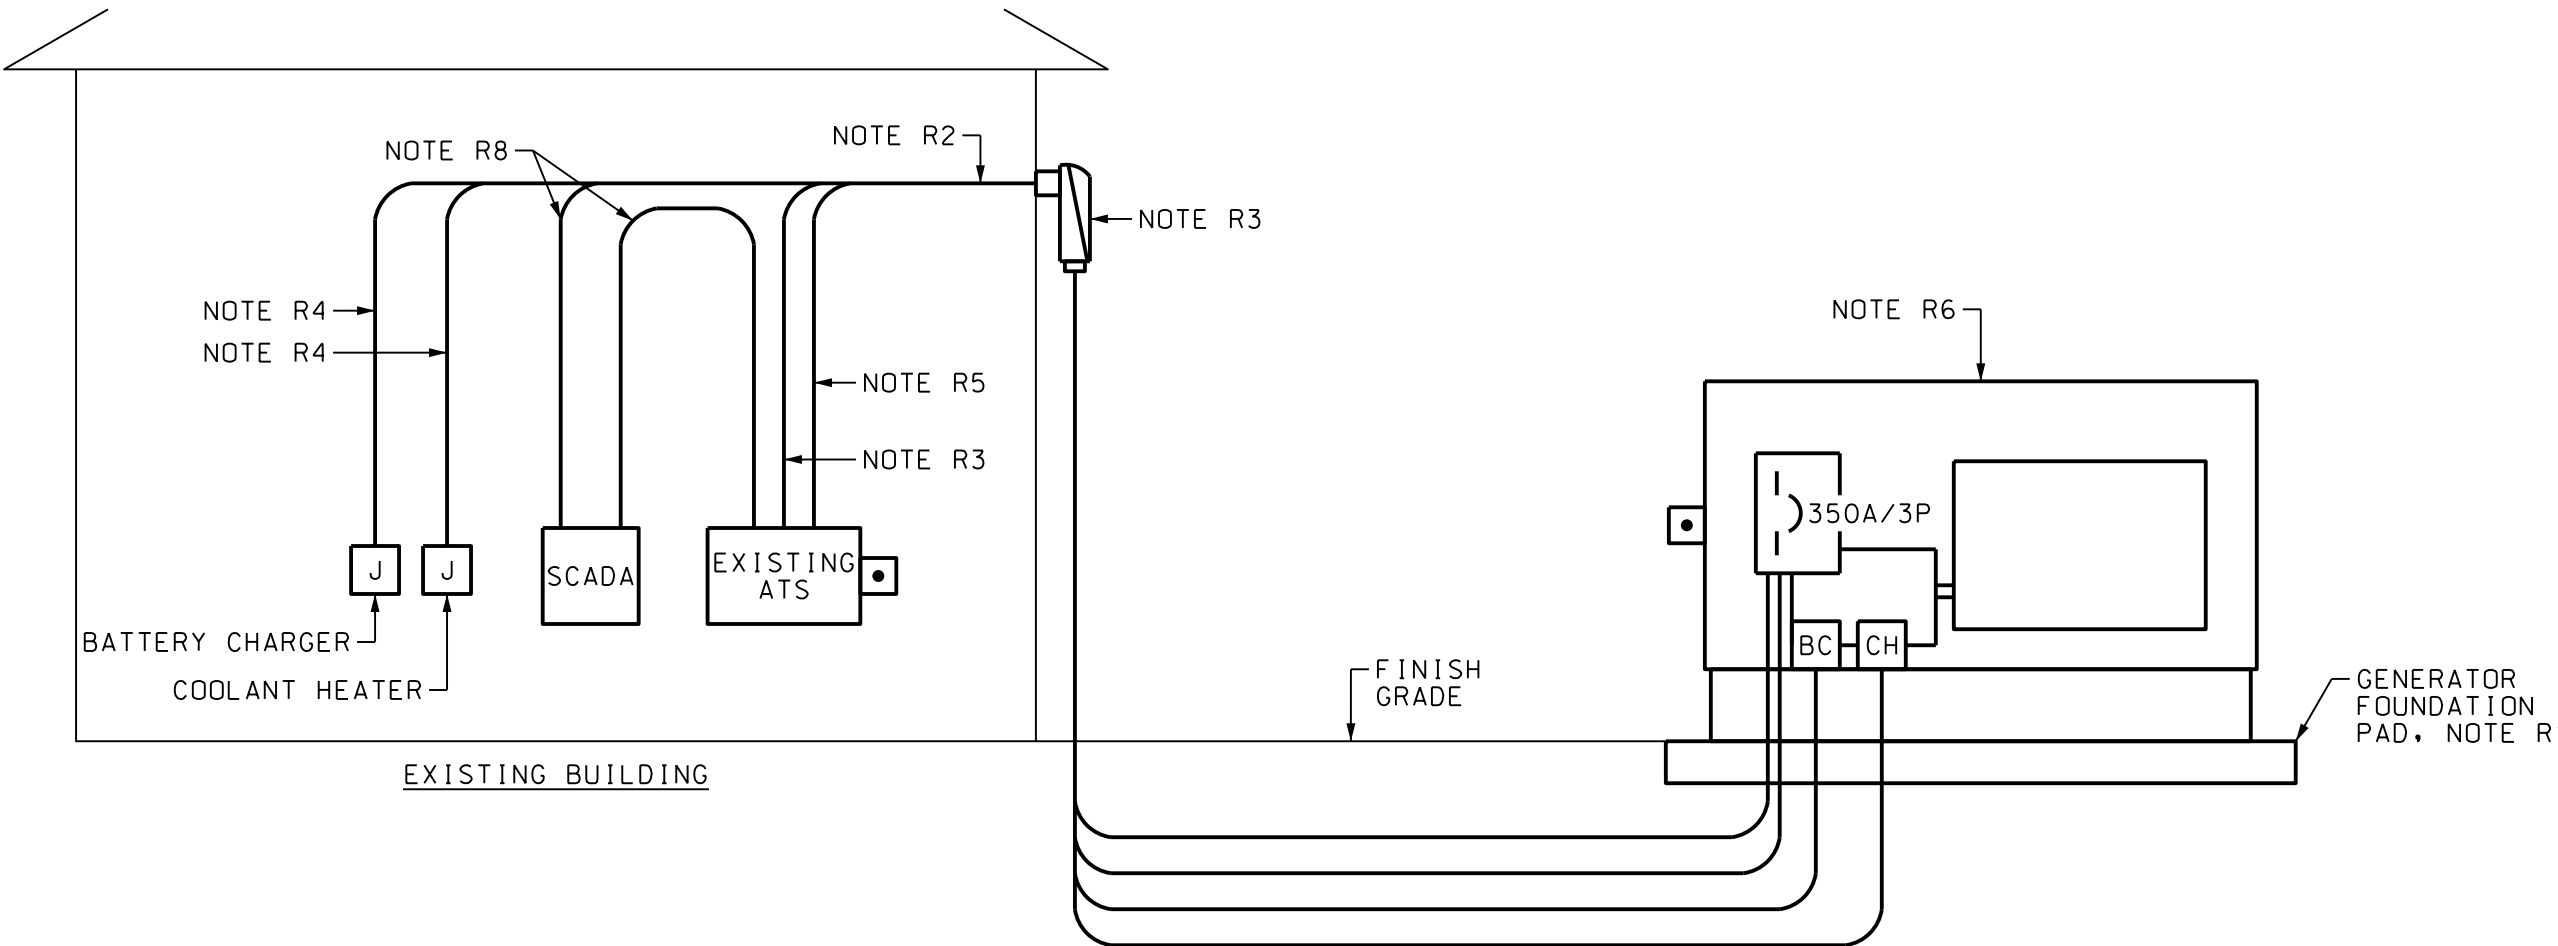 NOTE R8
NOTE R2
NOTE R3
NOTE R4
NOTE R4
NOTE R5
NOTE R3
NOTE R6
350A/3P
J
J
SCADA
EXISTING
ATS
BATTERY CHARGER
COOLANT HEATER
BC
CH
FINISH
GRADE
GENERATOR
FOUNDATION
PAD, NOTE R
EXISTING BUILDING